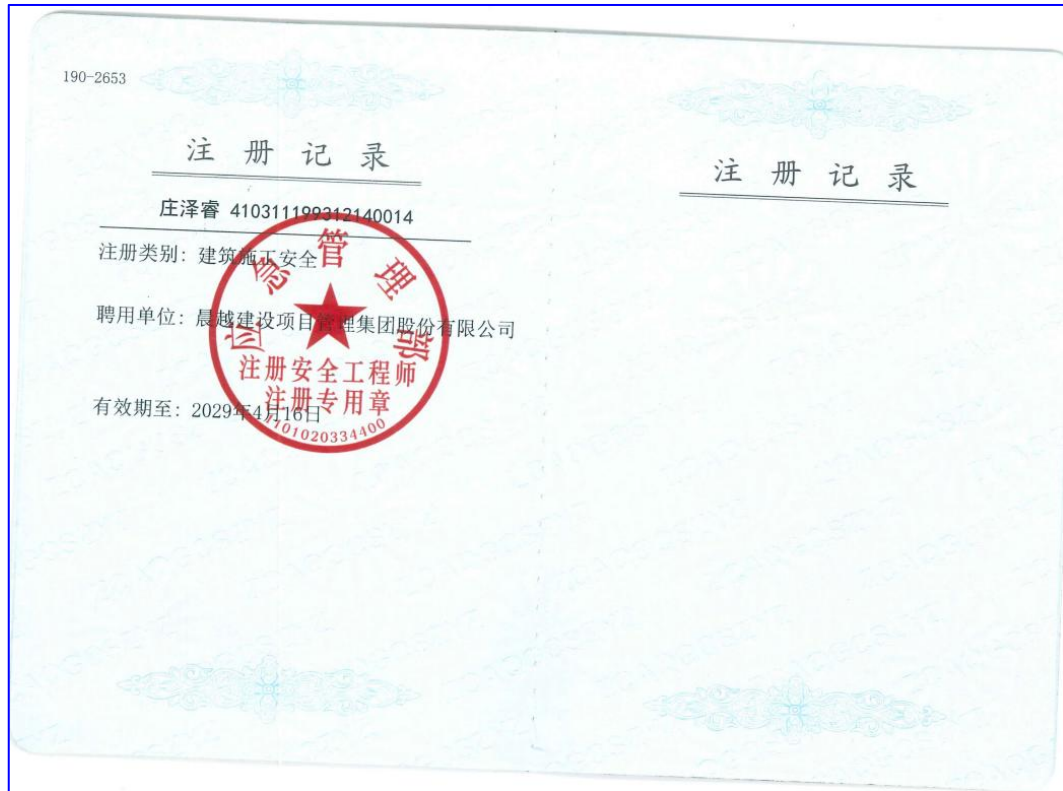 190-2653
注册记录
庄泽睿 410311199312140014
注册类别：建筑施工安全
聘用单位：晨越建设项目管理集团股份有限公司
有效期至：2029年4月16日
应急管理部
注册安全工程师
注册专用章
1101020334400
注册记录